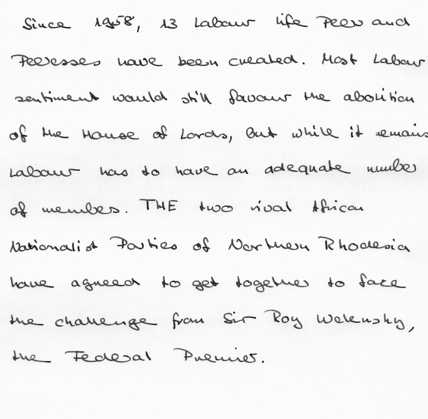 Since 1958, 13 Labour life Peers and
Peeresses have been created. Most Labour
sentiment would still favour the abolition
of the House of Lords, but while it remains
Labour has to have an adequate number
of members. THE two rival African
Nationalist Parties of Northern Rhodesia
have agreed to get together to face
the challenge from Sir Roy Welensky,
the Federal Premier.